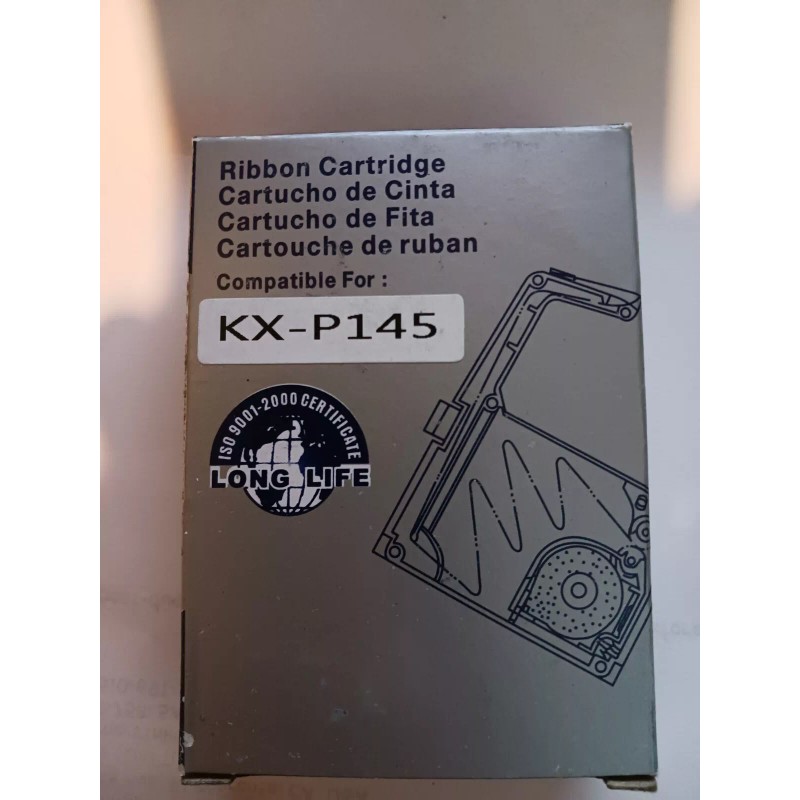 Ribbon Cartridge
Cartucho de Cinta
Cartucho de Fita
Cartouche de ruban
Compatible For :
KX-P145
ISO 9001-2000 CERTIFICATE
LONG LIFE